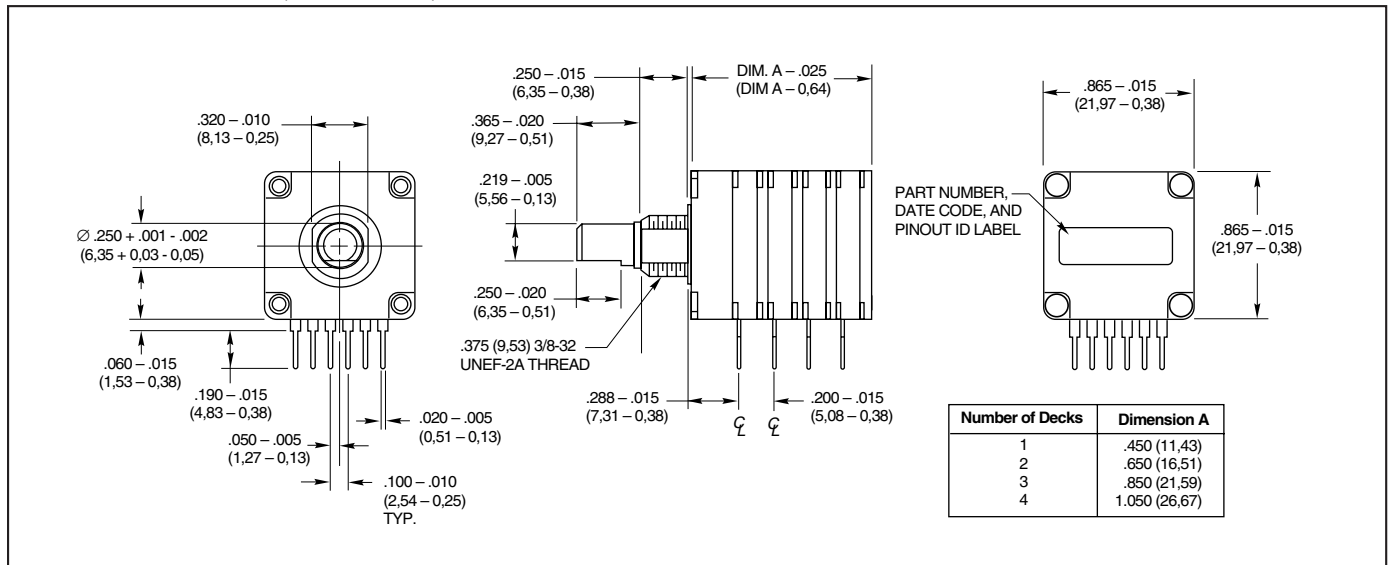 .320 – .010
(8,13 – 0,25)
Ø .250 + .001 - .002
(6,35 + 0,03 - 0,05)
.060 – .015
(1,53 – 0,38)
.190 – .015
(4,83 – 0,38)
.050 – .005
(1,27 – 0,13)
.020 – .005
(0,51 – 0,13)
.100 – .010
(2,54 – 0,25)
TYP.
.250 – .015
(6,35 – 0,38)
DIM. A – .025
(DIM A – 0,64)
.365 – .020
(9,27 – 0,51)
.219 – .005
(5,56 – 0,13)
.250 – .020
(6,35 – 0,51)
.375 (9,53) 3/8-32
UNEF-2A THREAD
.288 – .015
(7,31 – 0,38)
.200 – .015
(5,08 – 0,38)
℄ ℄
.865 – .015
(21,97 – 0,38)
PART NUMBER,
DATE CODE, AND
PINOUT ID LABEL
.865 – .015
(21,97 – 0,38)
Number of Decks Dimension A
1 .450 (11,43)
2 .650 (16,51)
3 .850 (21,59)
4 1.050 (26,67)